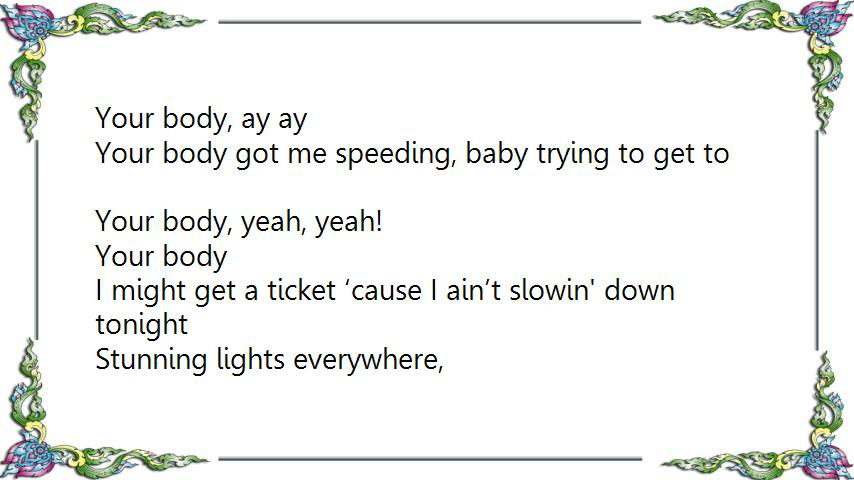 Your body, ay ay
Your body got me speeding, baby trying to get to
Your body, yeah, yeah!
Your body
I might get a ticket ‘cause I ain’t slowin' down
tonight
Stunning lights everywhere,